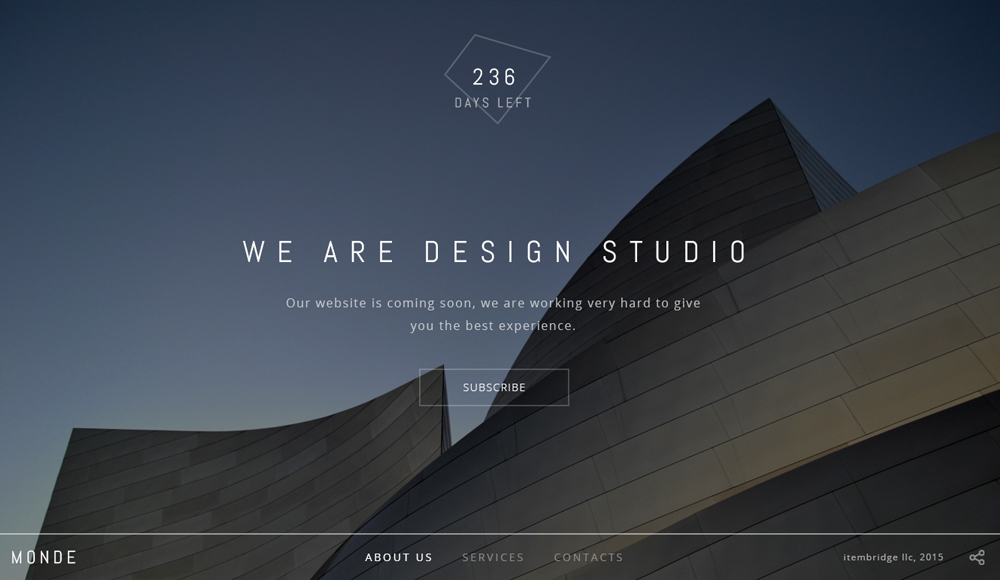 236
DAYS LEFT
WE ARE DESIGN STUDIO
Our website is coming soon, we are working very hard to give
you the best experience.
SUBSCRIBE
MONDE
ABOUT US SERVICES CONTACTS
itembridge llc, 2015